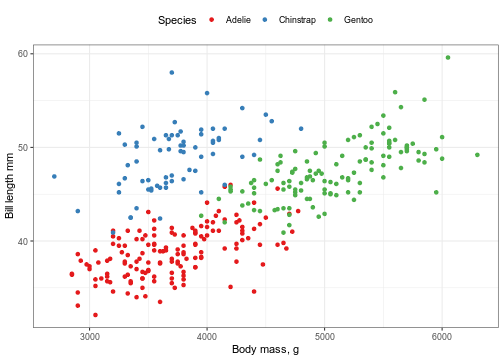 Species Adelie Chinstrap Gentoo
60
50
40
Bill length mm
3000 4000 5000 6000
Body mass, g